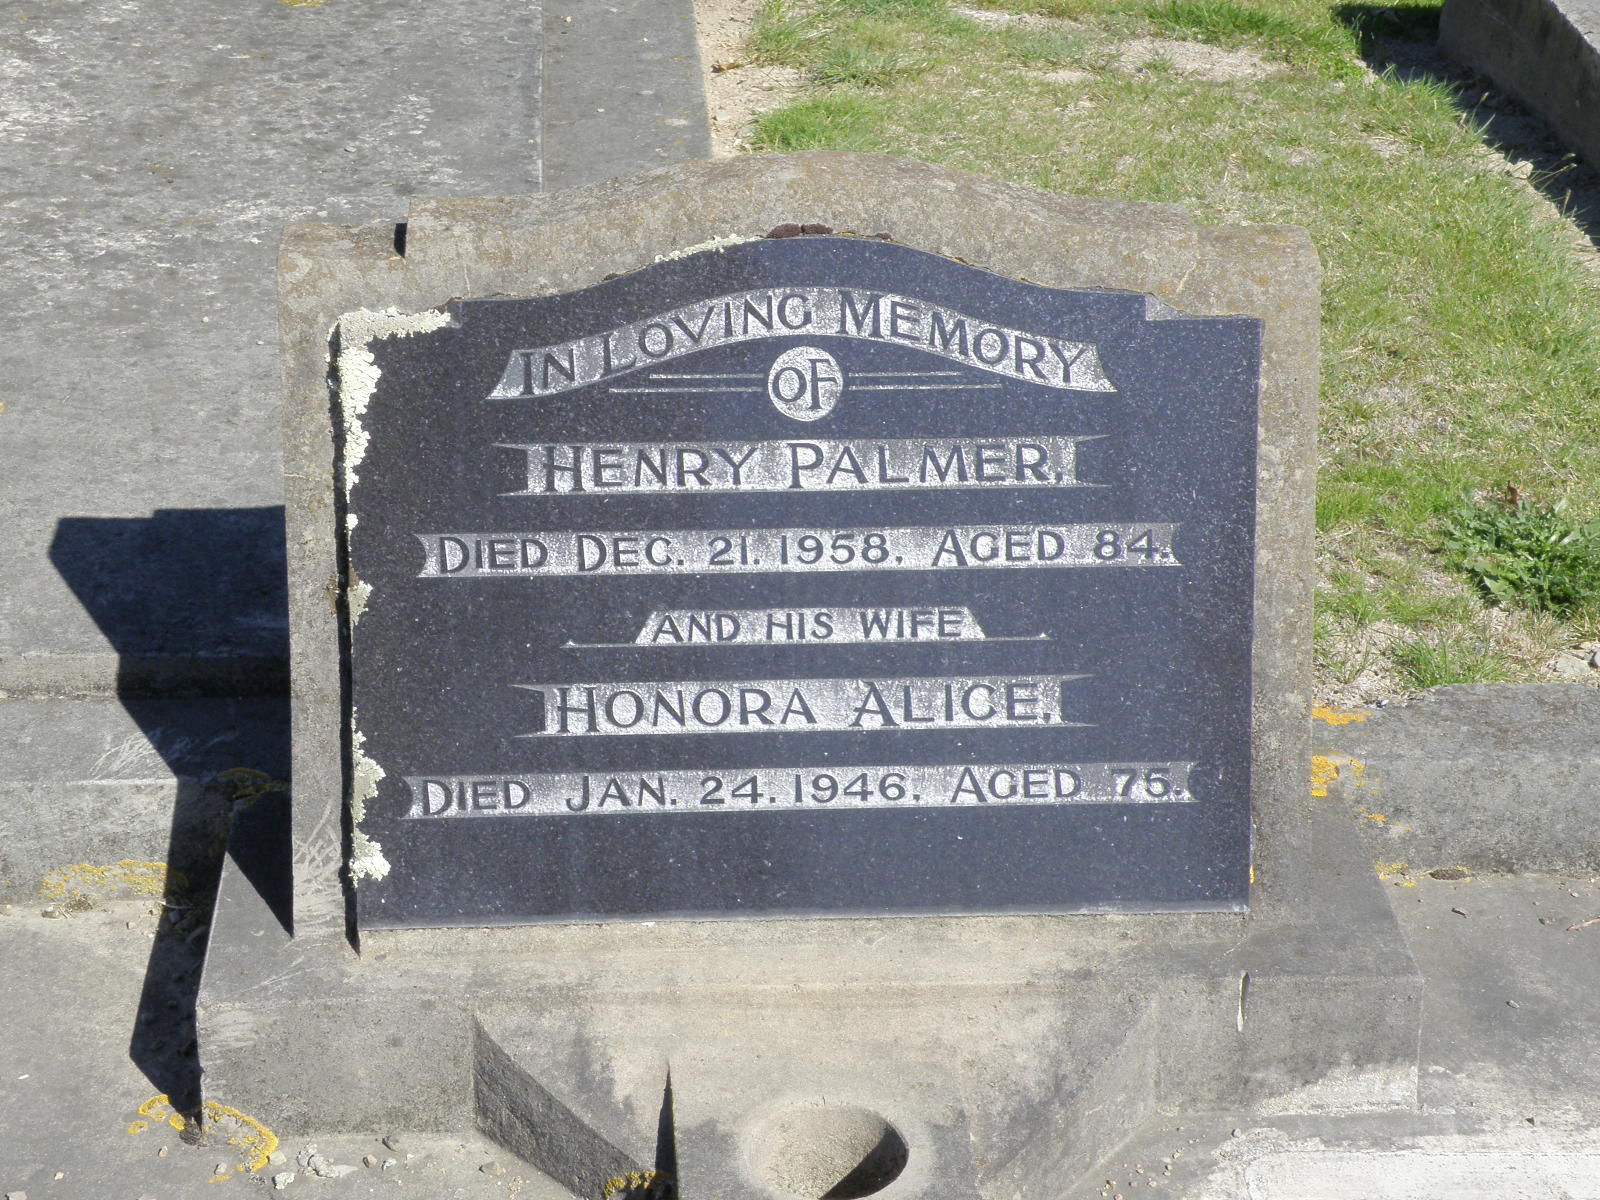 IN LOVING MEMORY
OF
HENRY PALMER,
DIED DEC. 21. 1958, AGED 84.
AND HIS WIFE
HONORA ALICE,
DIED JAN. 24. 1946, AGED 75.